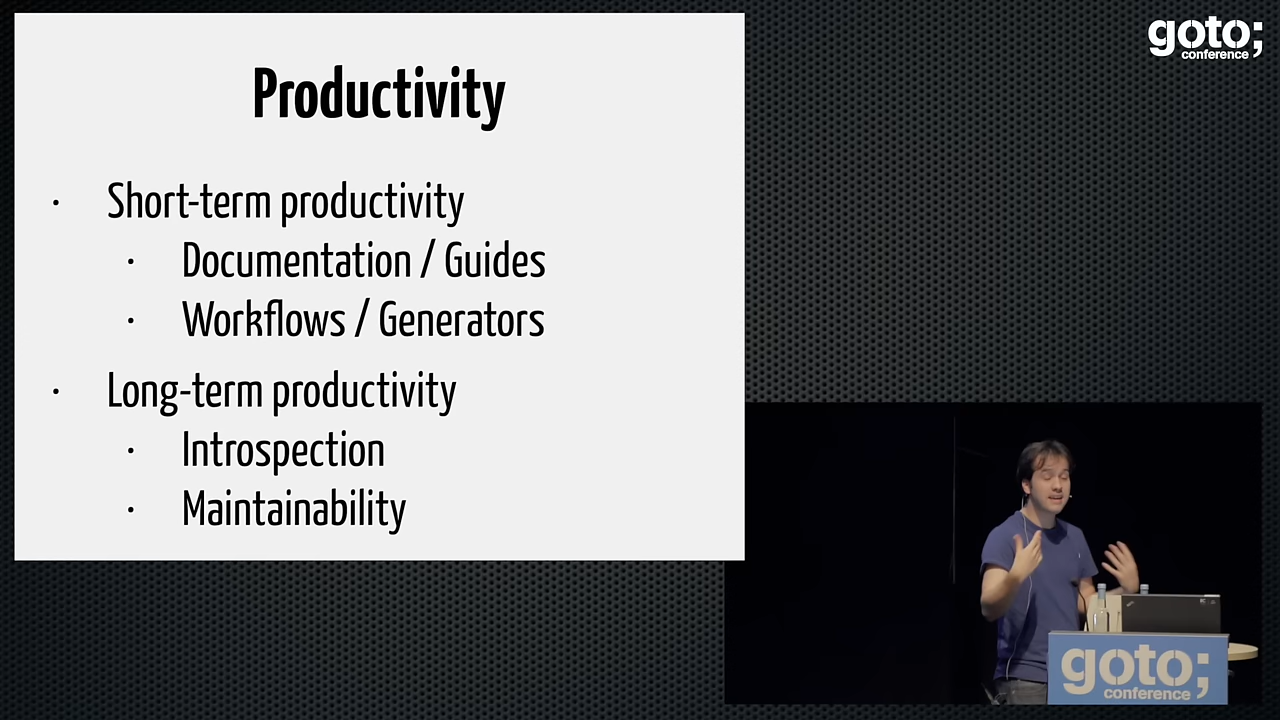 goto;
conference
Productivity
· Short-term productivity
· Documentation / Guides
· Workflows / Generators
· Long-term productivity
· Introspection
· Maintainability
goto;
conference